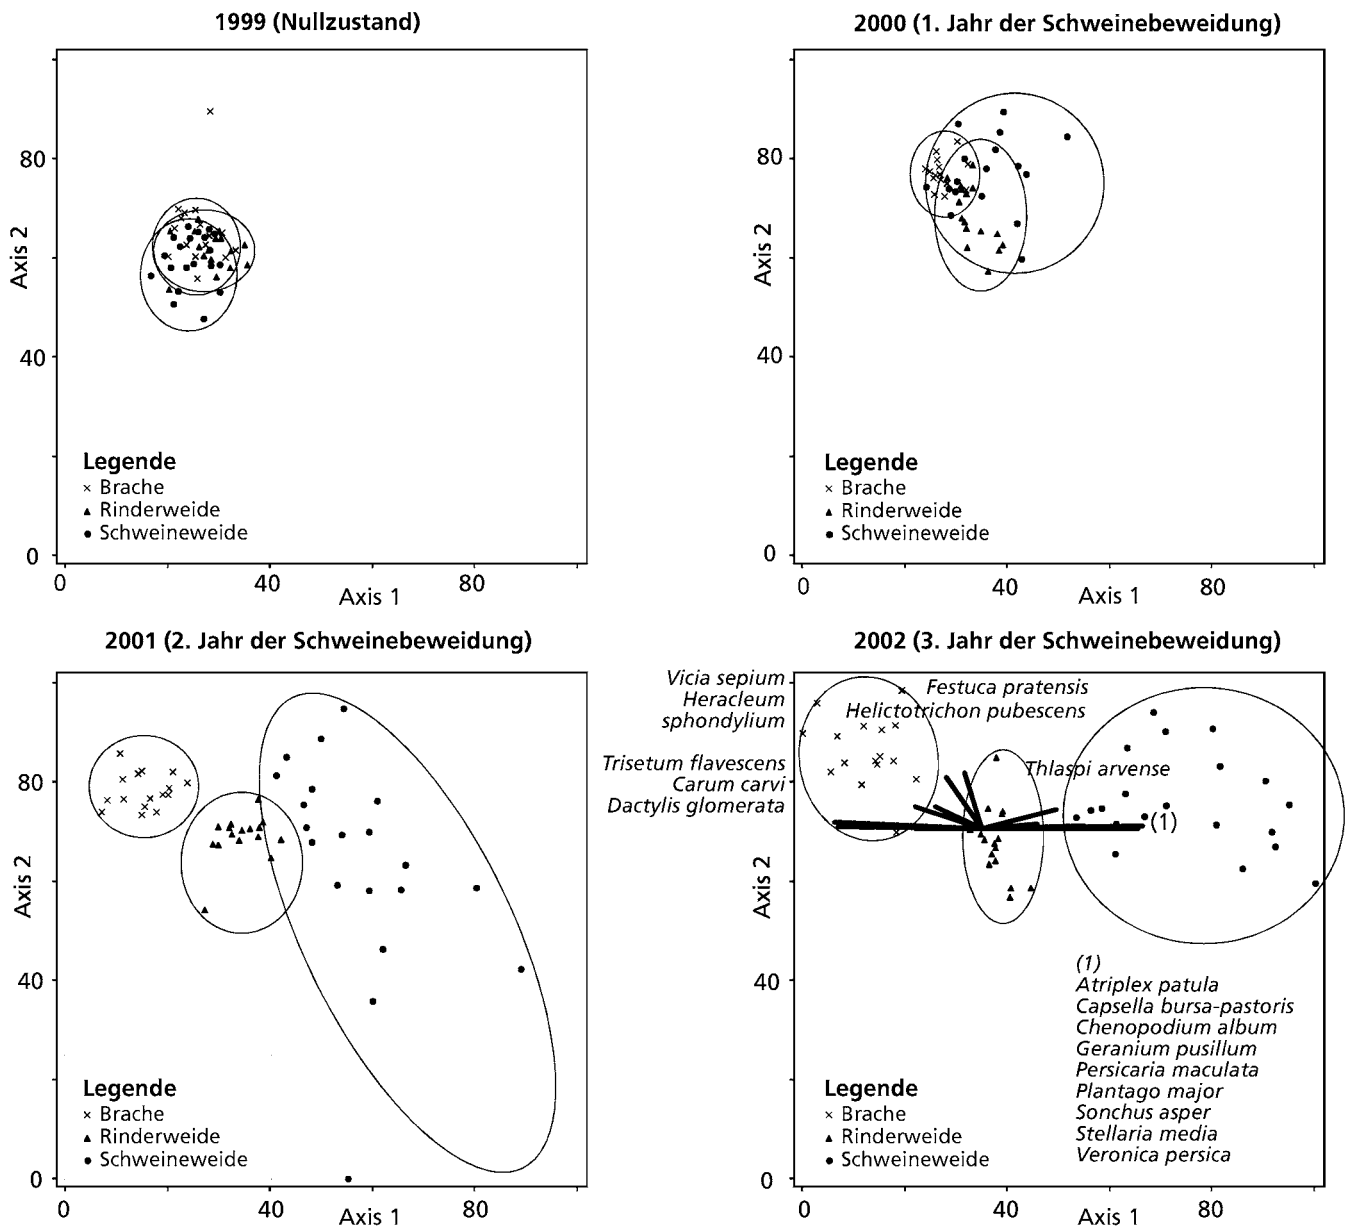 1999 (Nullzustand)
80
40
0
Axis 2
Legende
× Brache
▲ Rinderweide
● Schweineweide
0
40
80
Axis 1
2000 (1. Jahr der Schweinebeweidung)
80
40
0
Axis 2
Legende
× Brache
▲ Rinderweide
● Schweineweide
0
40
80
Axis 1
2001 (2. Jahr der Schweinebeweidung)
80
40
0
Axis 2
Legende
× Brache
▲ Rinderweide
● Schweineweide
0
40
80
Axis 1
2002 (3. Jahr der Schweinebeweidung)
Vicia sepium
Heracleum
sphondylium
Trisetum flavescens
Carum carvi
Dactylis glomerata
Festuca pratensis
Helictotrichon pubescens
Thlaspi arvense
(1)
80
40
0
Axis 2
(1)
Atriplex patula
Capsella bursa-pastoris
Chenopodium album
Geranium pusillum
Persicaria maculata
Plantago major
Sonchus asper
Stellaria media
Veronica persica
Legende
× Brache
▲ Rinderweide
● Schweineweide
0
40
80
Axis 1